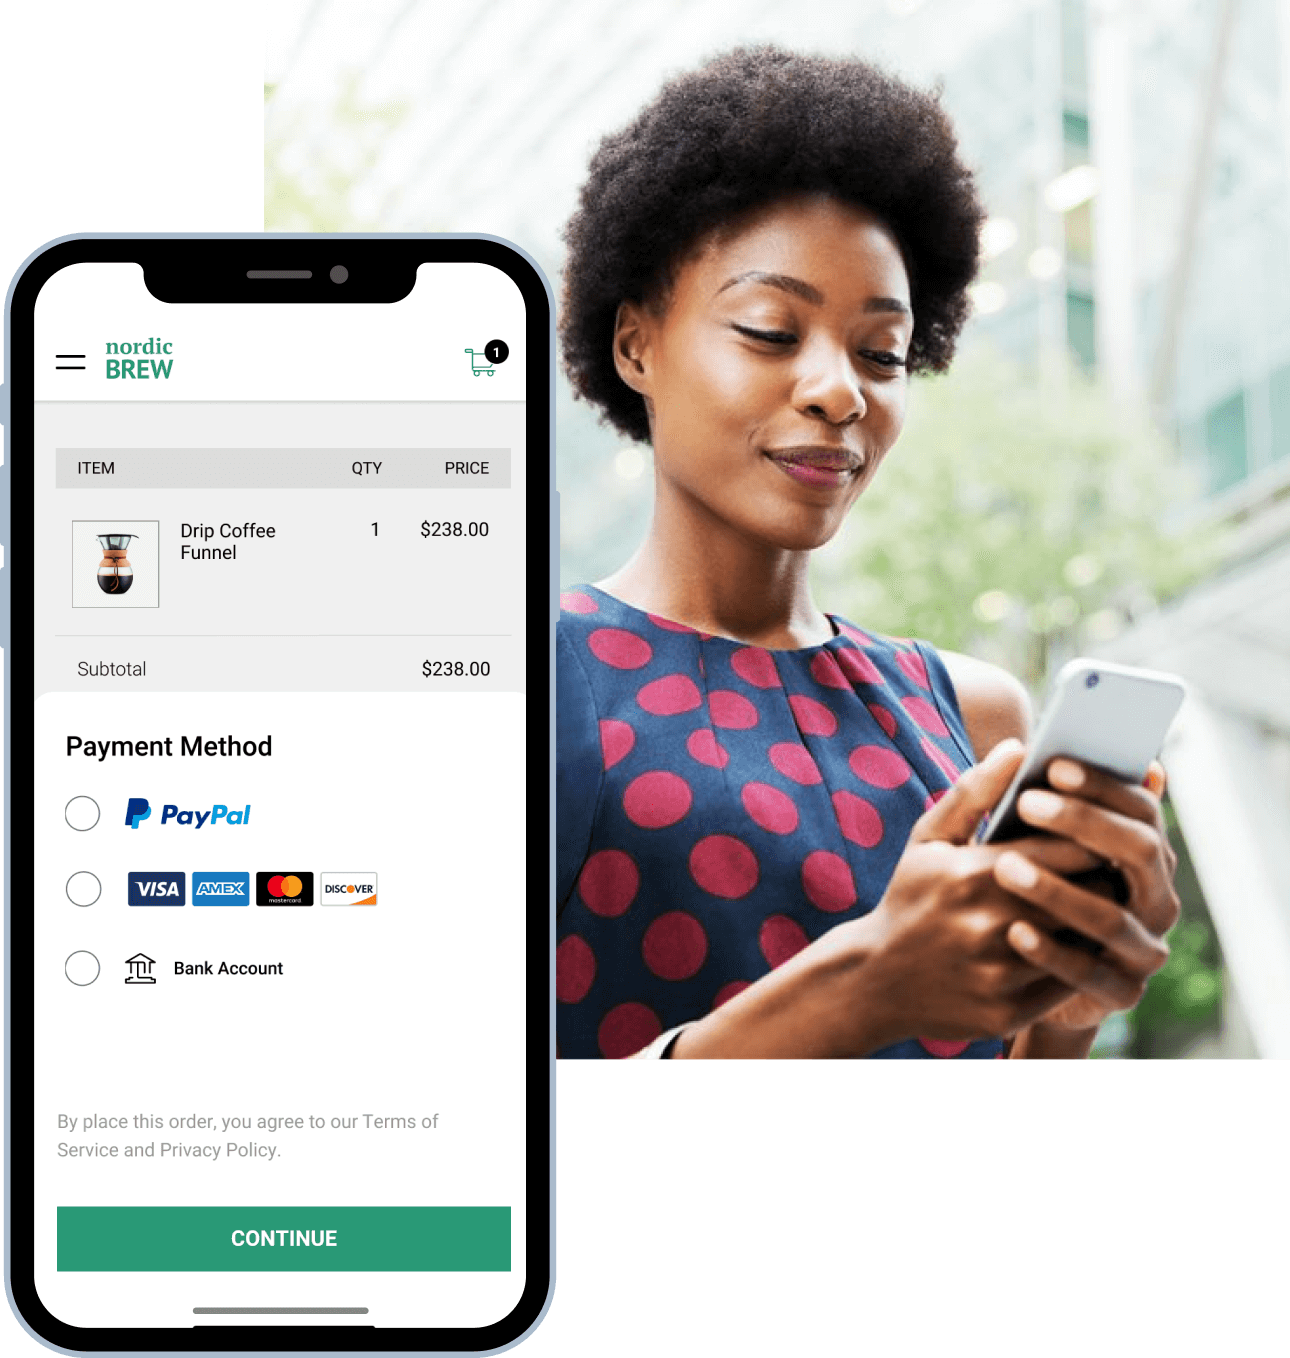 nordic
BREW
1
ITEM QTY PRICE
Drip Coffee 1 $238.00
Funnel
Subtotal $238.00
Payment Method
PayPal
VISA AMEX mastercard DISCOVER
Bank Account
By place this order, you agree to our Terms of
Service and Privacy Policy.
CONTINUE